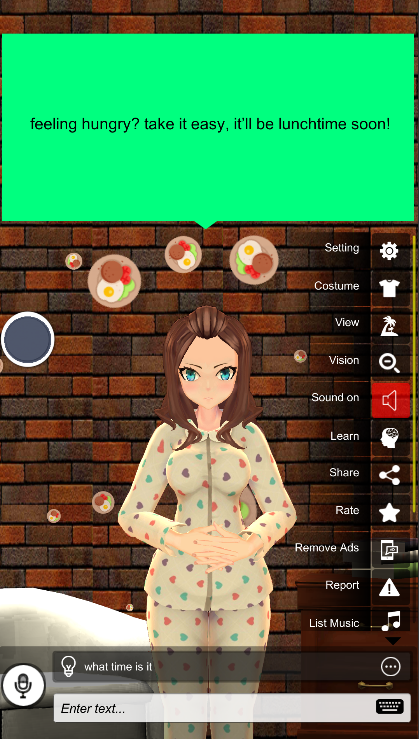 feeling hungry? take it easy, it'll be lunchtime soon!
Setting
Costume
View
Vision
Sound on
Learn
Share
Rate
Remove Ads
Report
List Music
what time is it
Enter text...